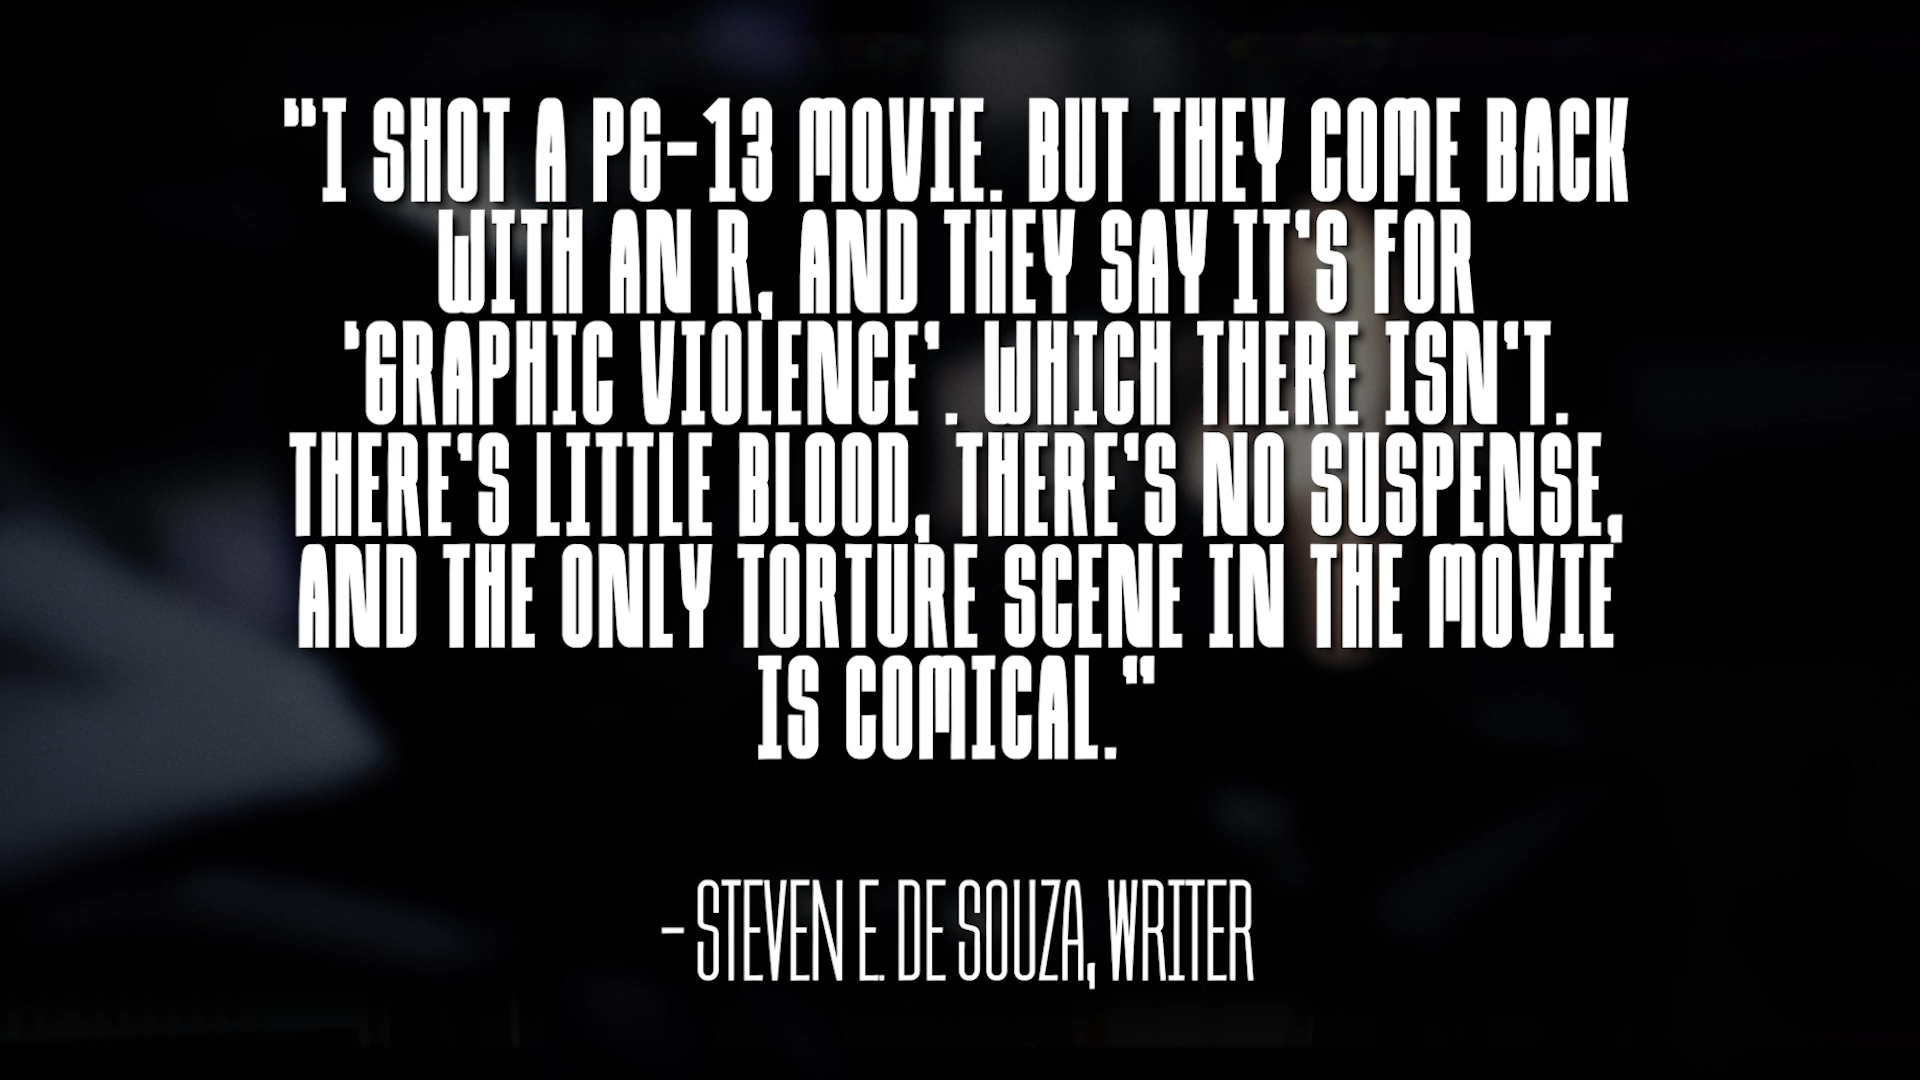 "I SHOT A PG-13 MOVIE. BUT THEY COME BACK
WITH AN R, AND THEY SAY IT'S FOR
'GRAPHIC VIOLENCE'. WHICH THERE ISN'T.
THERE'S LITTLE BLOOD, THERE'S NO SUSPENSE,
AND THE ONLY TORTURE SCENE IN THE MOVIE
IS COMICAL."
- STEVEN E. DE SOUZA, WRITER